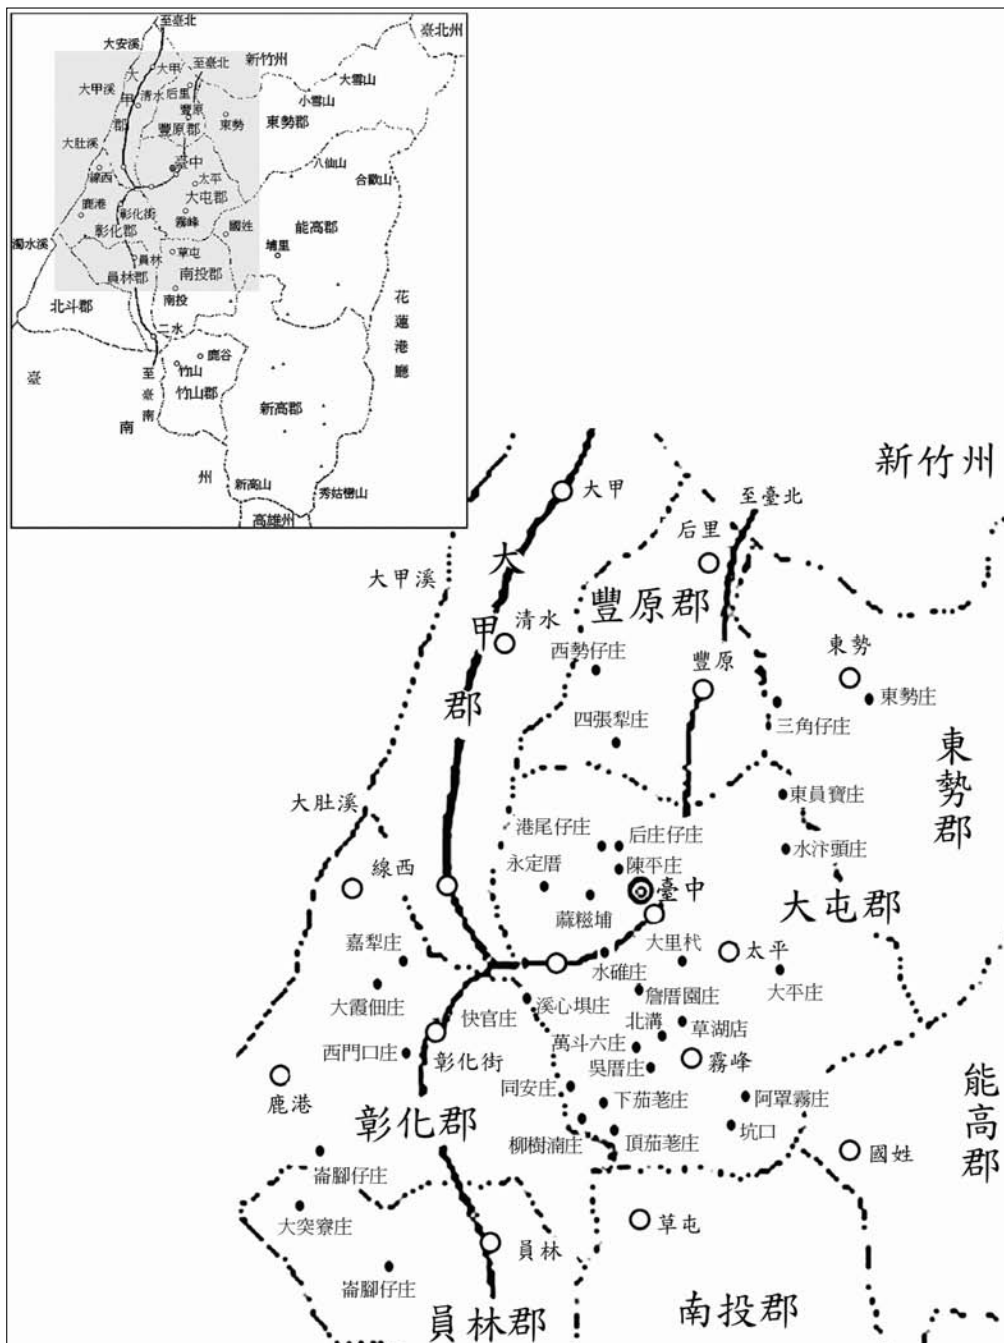 至臺北
臺北州
大安溪
新竹州
大甲
至臺北
大雪山
大甲溪
清水
后里
小雪山
大甲郡
豐原
東勢
東勢郡
豐原郡
大肚溪
臺中
八仙山
線西
太平
合歡山
大屯郡
鹿港
彰化街
霧峰
國姓
能高郡
彰化郡
濁水溪
草屯
埔里
員林
員林郡
南投郡
北斗郡
南投
花蓮港廳
二水
鹿谷
竹山
至臺南
竹山郡
新高郡
臺南州
新高山
秀姑巒山
高雄州
新竹州
大甲
至臺北
后里
大甲溪
大甲郡
豐原郡
清水
西勢仔庄
豐原
東勢
東勢庄
四張犁庄
三角仔庄
東勢郡
大肚溪
東員寶庄
港尾仔庄
后庄仔庄
水汴頭庄
永定厝
陳平庄
線西
臺中
大屯郡
蔴糍埔
嘉犁庄
大里杙
太平
水碓庄
大平庄
大霞佃庄
溪心垻庄
詹厝園庄
快官庄
北溝
草湖店
西門口庄
彰化街
萬斗六庄
霧峰
吳厝庄
鹿港
同安庄
下茄荖庄
阿罩霧庄
能高郡
彰化郡
柳樹湳庄
頂茄荖庄
坑口
國姓
崙腳仔庄
大突寮庄
草屯
員林
崙腳仔庄
員林郡
南投郡